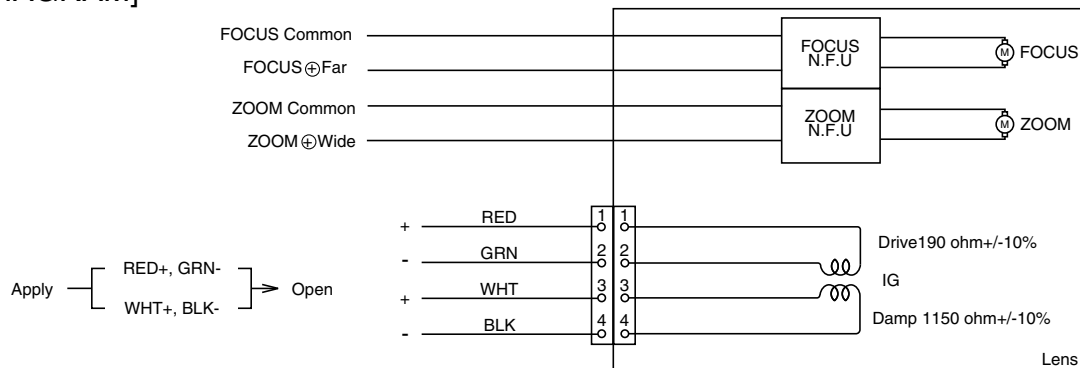 FOCUS Common
FOCUS⊕Far
ZOOM Common
ZOOM⊕Wide
FOCUS
N.F.U
ZOOM
N.F.U
M FOCUS
M ZOOM
Apply
RED+, GRN-
WHT+, BLK-
Open
+ RED 1 1
- GRN 2 2
+ WHT 3 3
- BLK 4 4
Drive190 ohm+/-10%
IG
Damp 1150 ohm+/-10%
Lens